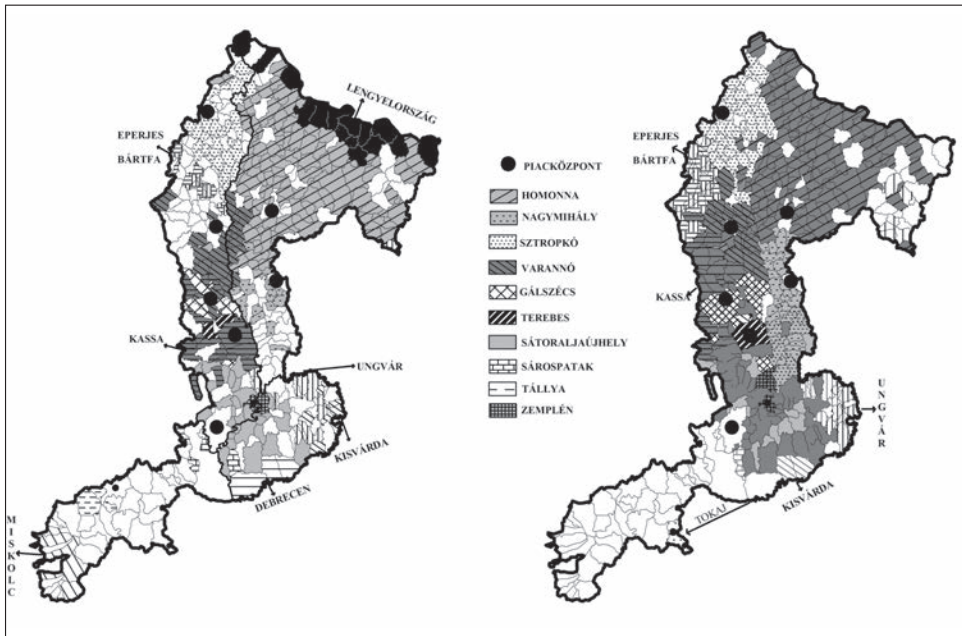 LENGYELORSZÁG
EPERJES
BÁRTFA
KASSA
UNGVÁR
KISVÁRDA
DEBRECEN
MISKOLC
PIACKÖZPONT
HOMONNA
NAGYMIHÁLY
SZTROPKÓ
VARANNÓ
GÁLSZÉCS
TEREBES
SÁTORALJAÚJHELY
SÁROSPATAK
TÁLLYA
ZEMPLÉN
EPERJES
BÁRTFA
KASSA
UNGVÁR
KISVÁRDA
TOKAJ